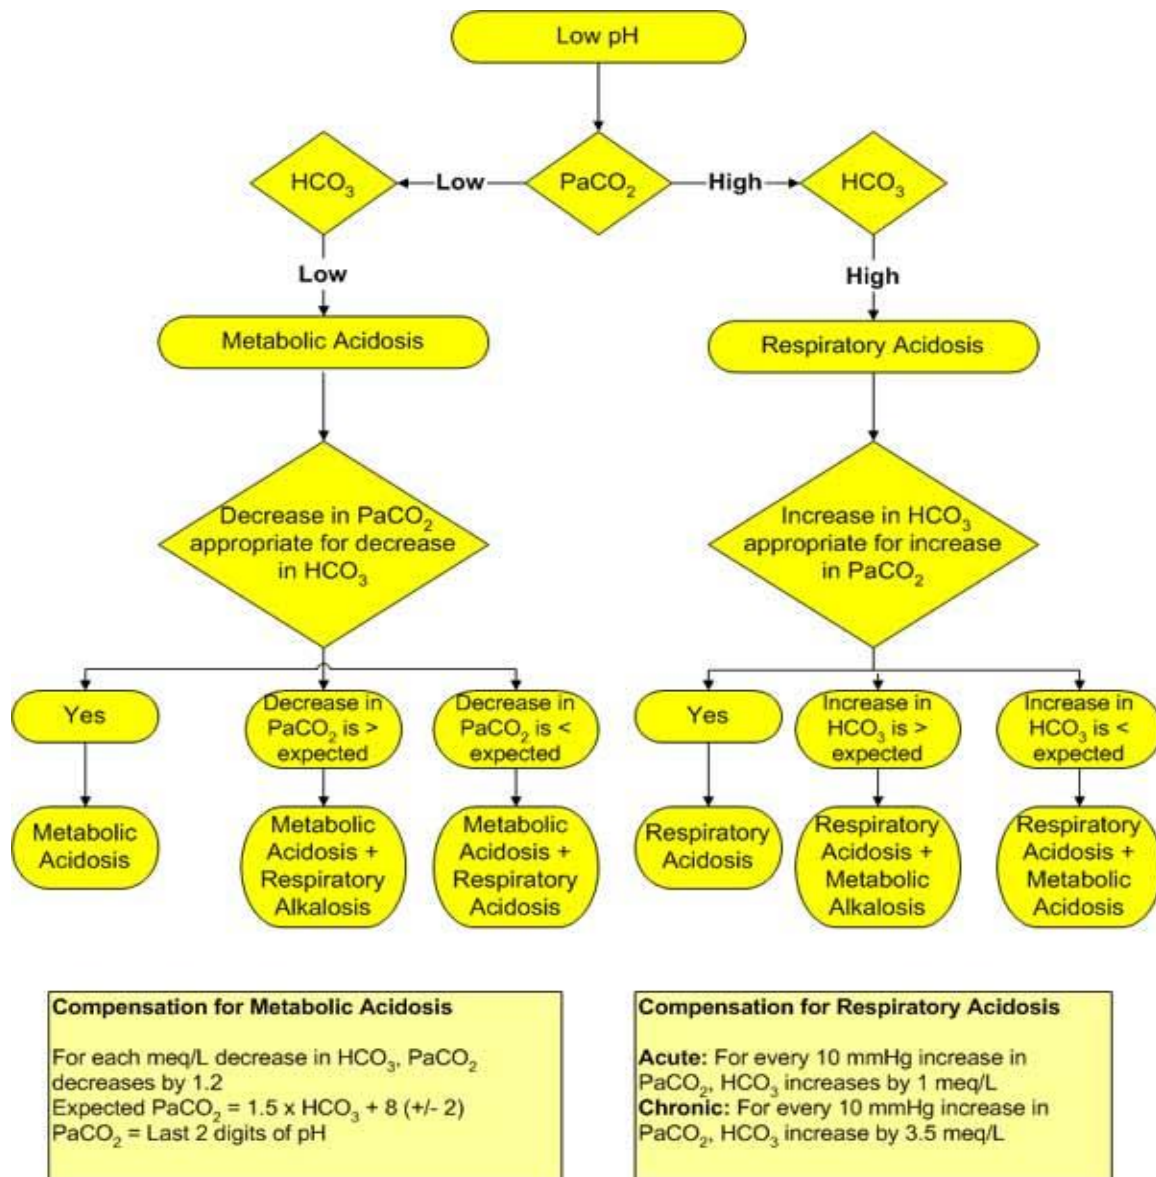 Low pH
HCO₃
Low
PaCO₂
High
HCO₃
Low
High
Metabolic Acidosis
Respiratory Acidosis
Decrease in PaCO₂
appropriate for decrease
in HCO₃
Increase in HCO₃
appropriate for increase
in PaCO₂
Yes
Decrease in
PaCO₂ is >
expected
Decrease in
PaCO₂ is <
expected
Yes
Increase in
HCO₃ is >
expected
Increase in
HCO₃ is <
expected
Metabolic
Acidosis
Metabolic
Acidosis +
Respiratory
Alkalosis
Metabolic
Acidosis +
Respiratory
Acidosis
Respiratory
Acidosis
Respiratory
Acidosis +
Metabolic
Alkalosis
Respiratory
Acidosis +
Metabolic
Acidosis
Compensation for Metabolic Acidosis
For each meq/L decrease in HCO₃, PaCO₂
decreases by 1.2
Expected PaCO₂ = 1.5 x HCO₃ + 8 (+/- 2)
PaCO₂ = Last 2 digits of pH
Compensation for Respiratory Acidosis
Acute: For every 10 mmHg increase in
PaCO₂, HCO₃ increases by 1 meq/L
Chronic: For every 10 mmHg increase in
PaCO₂, HCO₃ increase by 3.5 meq/L